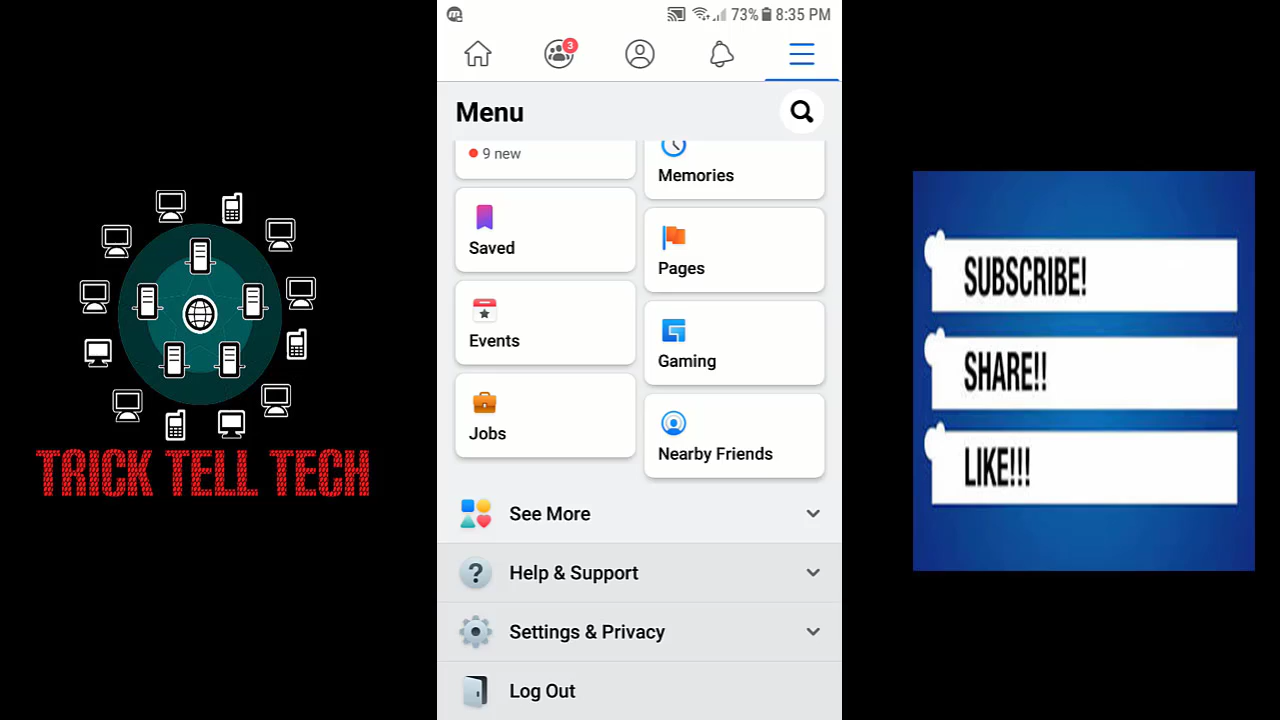 73% 8:35 PM
3
Menu
9 new
Memories
Saved
Pages
Events
Gaming
Jobs
Nearby Friends
See More
Help & Support
Settings & Privacy
Log Out
TRICK TELL TECH
SUBSCRIBE!
SHARE!!
LIKE!!!